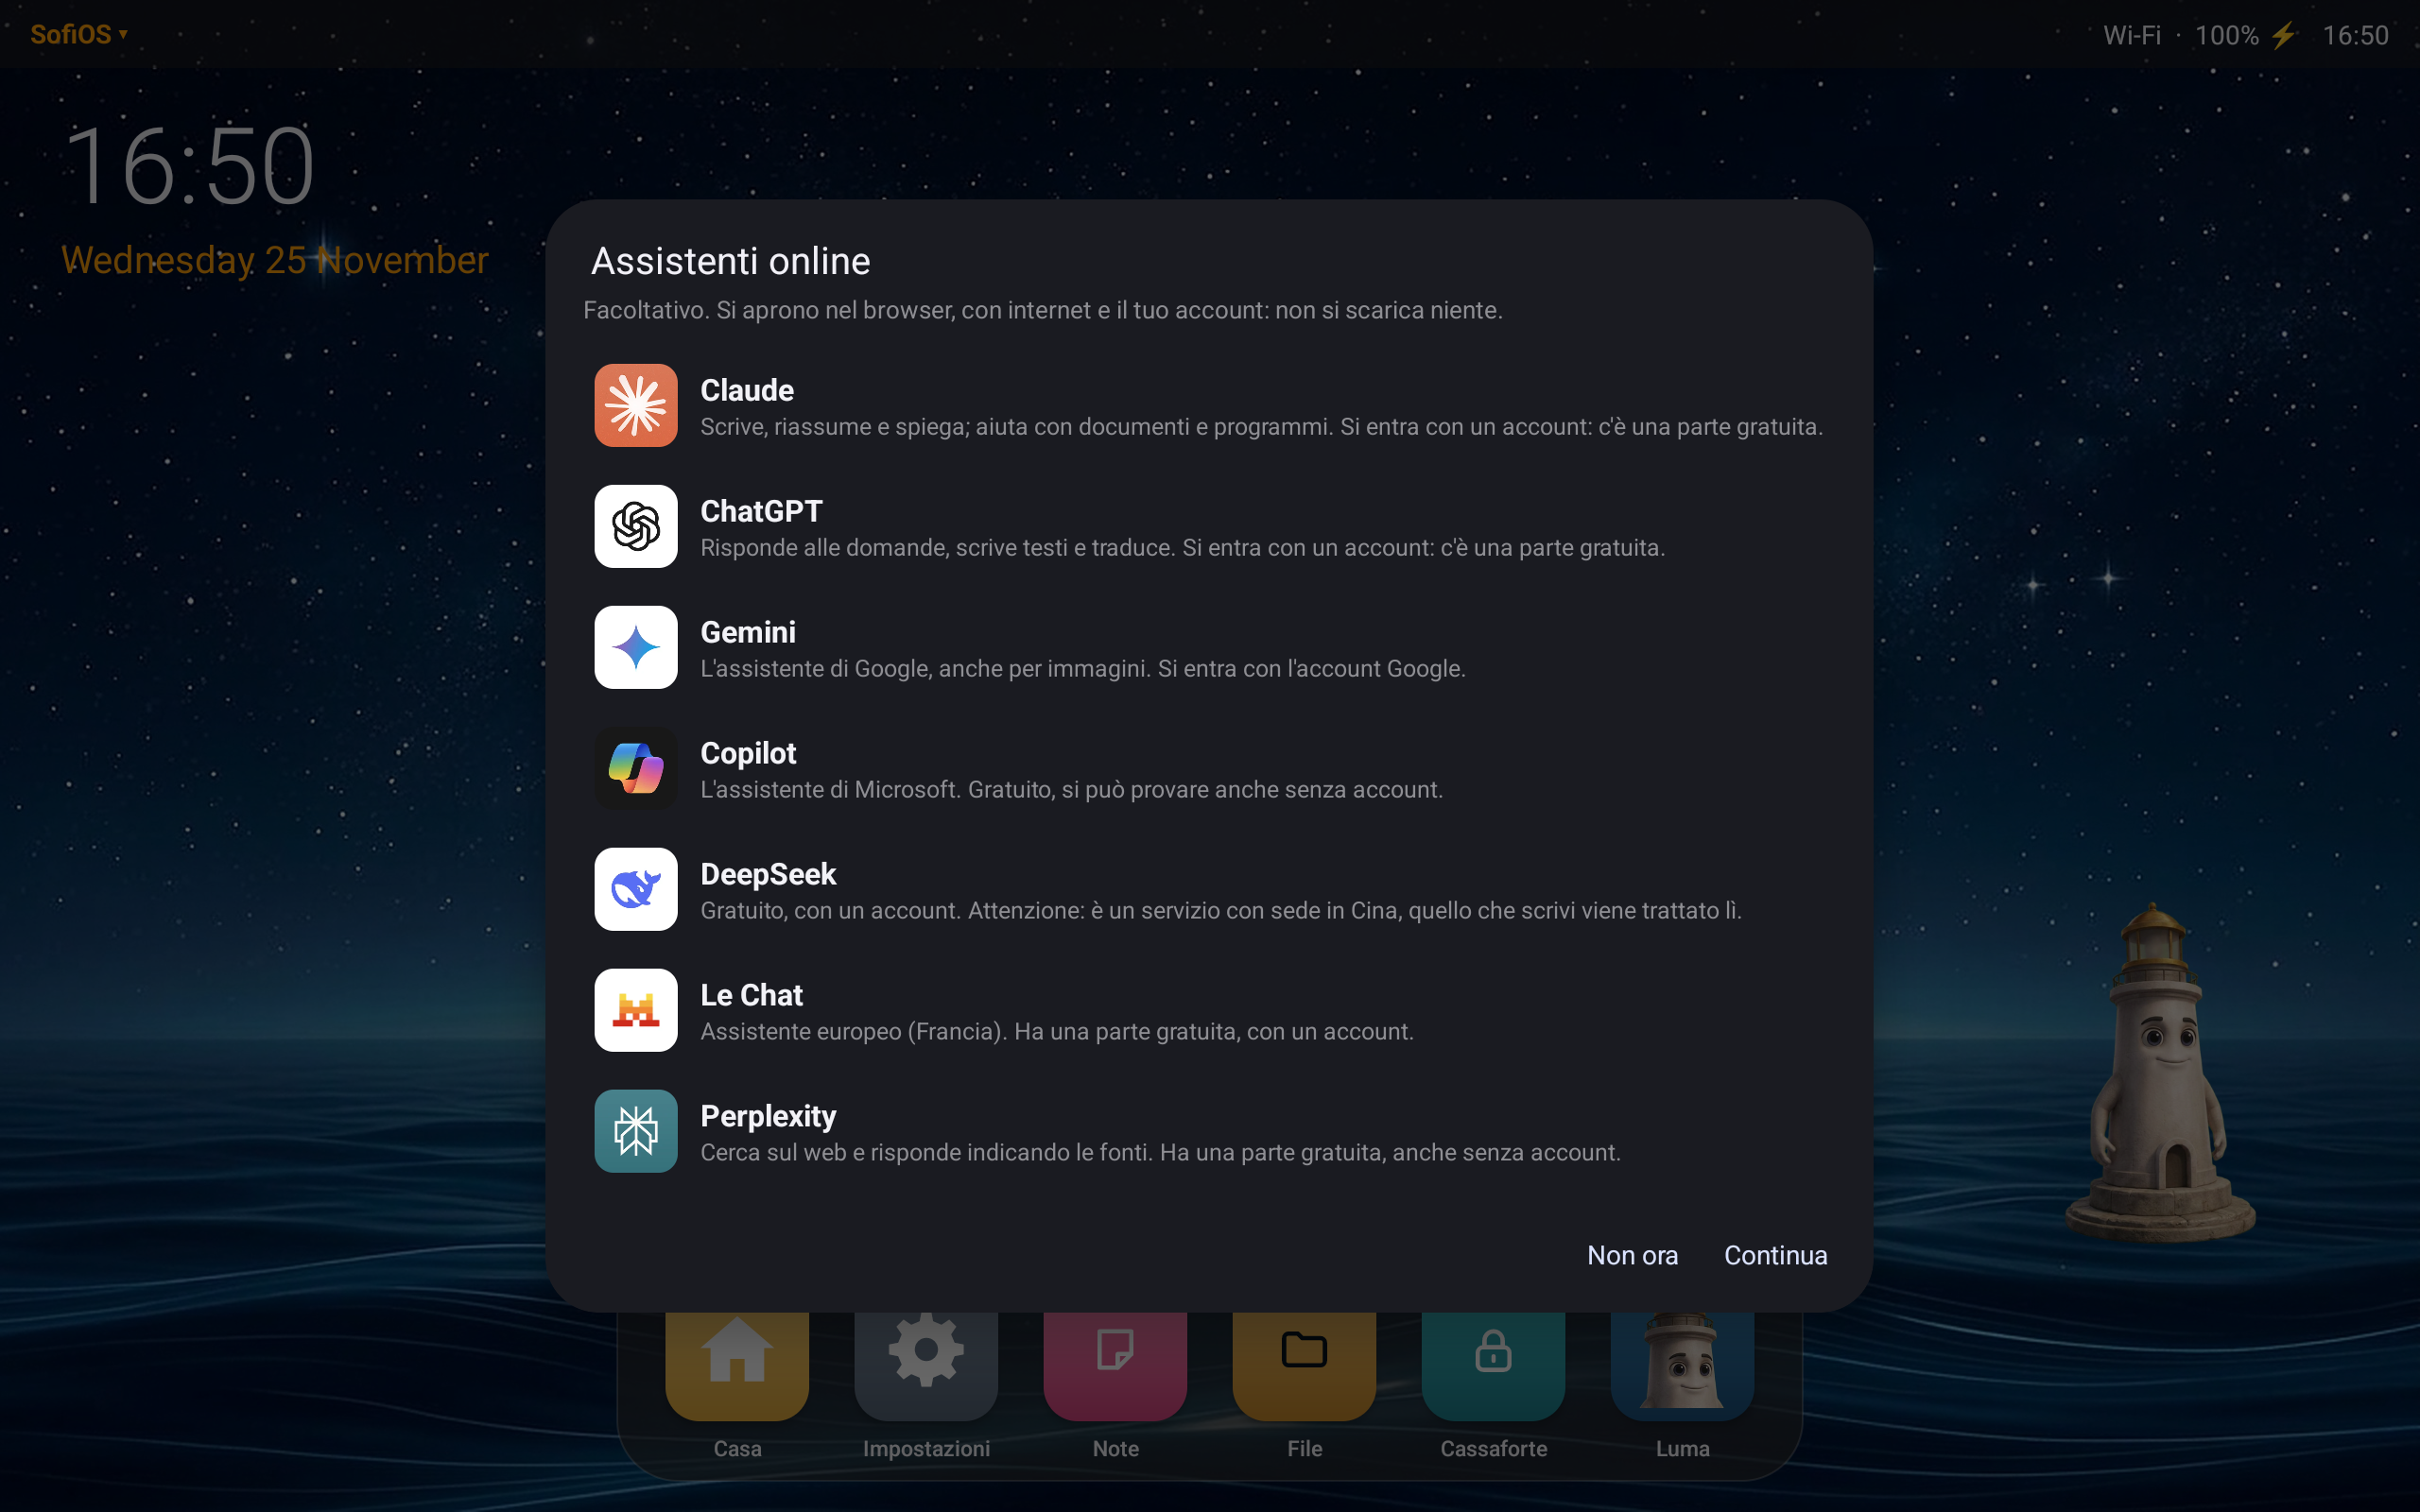 SofiOS ▾
Wi-Fi · 100% ⚡ 16:50
16:50
Wednesday 25 November
Assistenti online
Facoltativo. Si aprono nel browser, con internet e il tuo account: non si scarica niente.
Claude
Scrive, riassume e spiega; aiuta con documenti e programmi. Si entra con un account: c'è una parte gratuita.
ChatGPT
Risponde alle domande, scrive testi e traduce. Si entra con un account: c'è una parte gratuita.
Gemini
L'assistente di Google, anche per immagini. Si entra con l'account Google.
Copilot
L'assistente di Microsoft. Gratuito, si può provare anche senza account.
DeepSeek
Gratuito, con un account. Attenzione: è un servizio con sede in Cina, quello che scrivi viene trattato lì.
Le Chat
Assistente europeo (Francia). Ha una parte gratuita, con un account.
Perplexity
Cerca sul web e risponde indicando le fonti. Ha una parte gratuita, anche senza account.
Non ora Continua
Casa Impostazioni Note File Cassaforte Luma